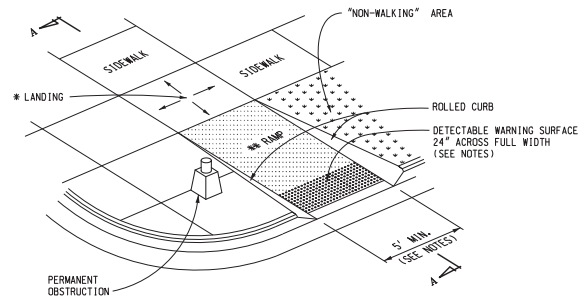 "NON-WALKING" AREA
A
SIDEWALK
SIDEWALK
* LANDING
ROLLED CURB
** RAMP
DETECTABLE WARNING SURFACE
24" ACROSS FULL WIDTH
(SEE NOTES)
5' MIN.
(SEE NOTES)
A
PERMANENT
OBSTRUCTION